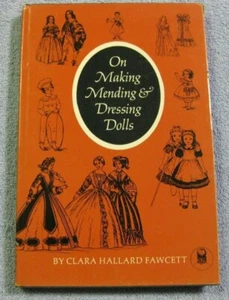 On
Making
Mending &
Dressing
Dolls
BY CLARA HALLARD FAWCETT